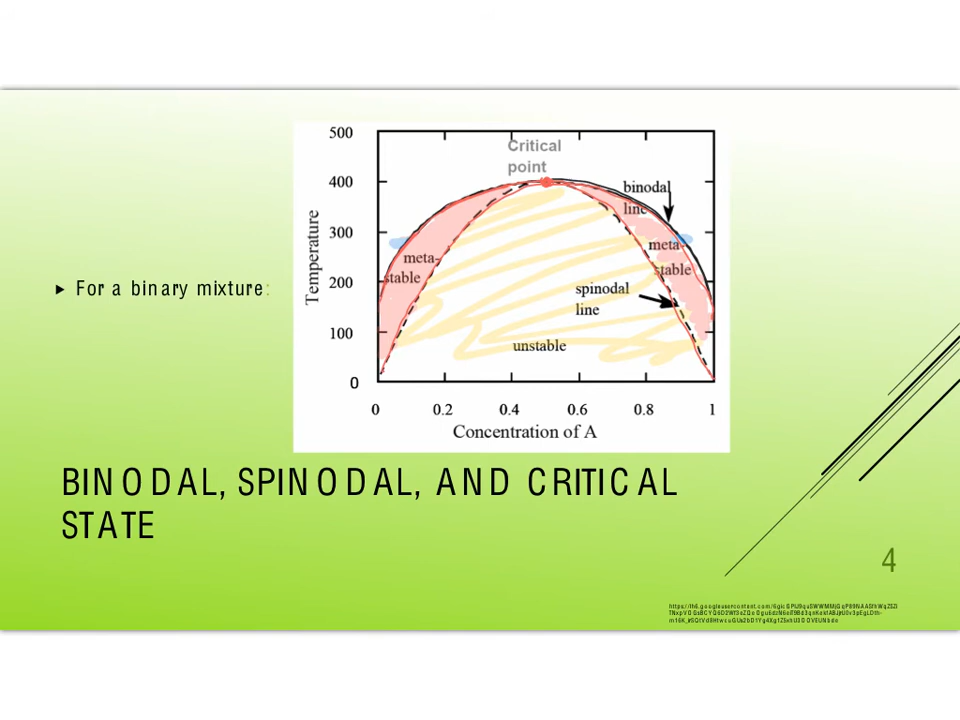 500
Critical
point
400
binodal
line
300
meta-
stable
meta-
stable
200
spinodal
line
100
unstable
0
0 0.2 0.4 0.6 0.8 1
Temperature
Concentration of A
For a binary mixture:
BINODAL, SPINODAL, AND CRITICAL
STATE
4